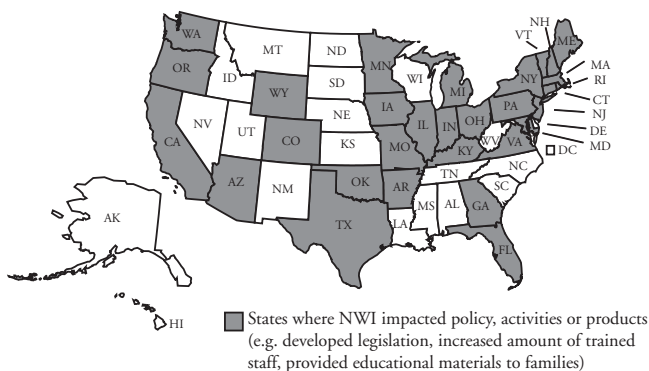 NH
VT
WA
ME
MT
ND
MN
OR
ID
SD
WI
NY
MA
RI
WY
MI
CT
IA
PA
NJ
NE
NV
OH
DE
IL
IN
UT
CO
WV
VA
MD
CA
KS
MO
KY
DC
NC
TN
AZ
OK
NM
AR
SC
MS
AL
GA
AK
TX
LA
FL
HI
States where NWI impacted policy, activities or products
(e.g. developed legislation, increased amount of trained
staff, provided educational materials to families)